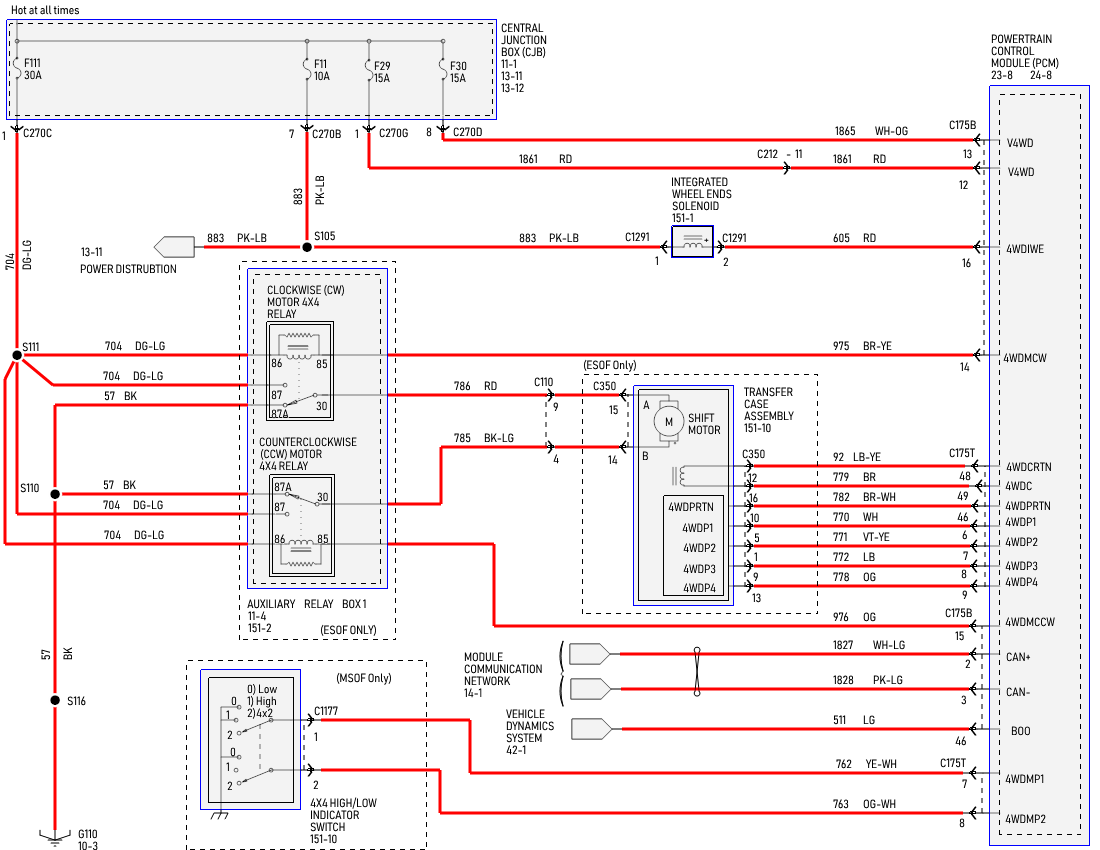 Hot at all times
F111
30A
F11
10A
F29
15A
F30
15A
CENTRAL
JUNCTION
BOX (CJB)
11-1
13-11
13-12
POWERTRAIN
CONTROL
MODULE (PCM)
23-8 24-8
1 C270C
7 C270B
1 C270G
8 C270D
1865 WH-OG
C175B
V4WD
13
1861 RD
C212 - 11
1861 RD
V4WD
12
883
PK-LB
INTEGRATED
WHEEL ENDS
SOLENOID
151-1
704
DG-LG
13-11
POWER DISTRUBTION
883 PK-LB
S105
883 PK-LB
C1291
1
+
C1291
2
605 RD
4WDIWE
16
CLOCKWISE (CW)
MOTOR 4X4
RELAY
S111
704 DG-LG
86
85
975 BR-YE
4WDMCW
14
(ESOF Only)
704 DG-LG
87
57 BK
87A
30
786 RD
C110
9
C350
15
A
M
SHIFT
MOTOR
TRANSFER
CASE
ASSEMBLY
151-10
COUNTERCLOCKWISE
(CCW) MOTOR
4X4 RELAY
785 BK-LG
4
14
B
S110
57 BK
87A
30
704 DG-LG
87
704 DG-LG
86
85
C350
92 LB-YE
C175T
4WDCRTN
12
779 BR
48
4WDC
4WDPRTN
16
782 BR-WH
49
4WDPRTN
4WDP1
10
770 WH
46
4WDP1
4WDP2
5
771 VT-YE
6
4WDP2
4WDP3
1
772 LB
7
4WDP3
4WDP4
9
778 OG
8
4WDP4
13
9
AUXILIARY RELAY BOX 1
11-4
151-2
(ESOF ONLY)
976 OG
C175B
15
4WDMCCW
57
BK
MODULE
COMMUNICATION
NETWORK
14-1
1827 WH-LG
2
CAN+
1828 PK-LG
3
CAN-
S116
(MSOF Only)
0) Low
1) High
2)4x2
0
1
2
0
1
2
C1177
1
2
VEHICLE
DYNAMICS
SYSTEM
42-1
511 LG
46
BOO
762 YE-WH
C175T
7
4WDMP1
763 OG-WH
8
4WDMP2
4X4 HIGH/LOW
INDICATOR
SWITCH
151-10
G110
10-3